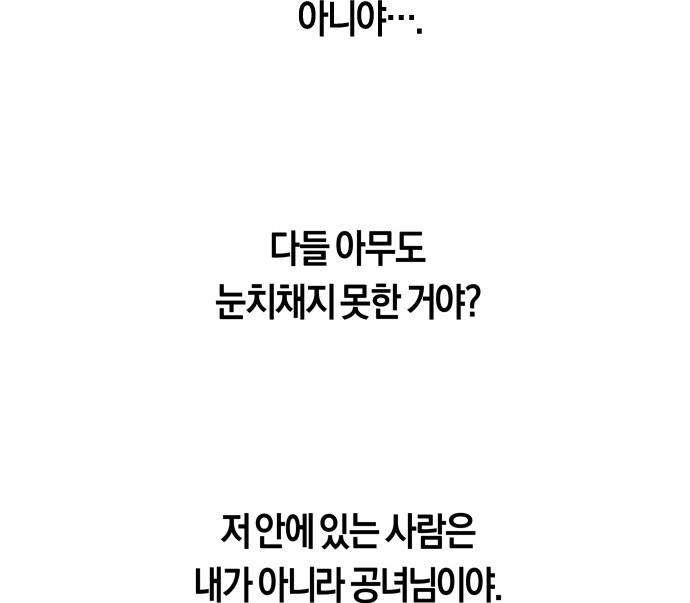 아니야….
다들 아무도
눈치채지 못한 거야?
저 안에 있는 사람은
내가 아니라 공녀님이야.